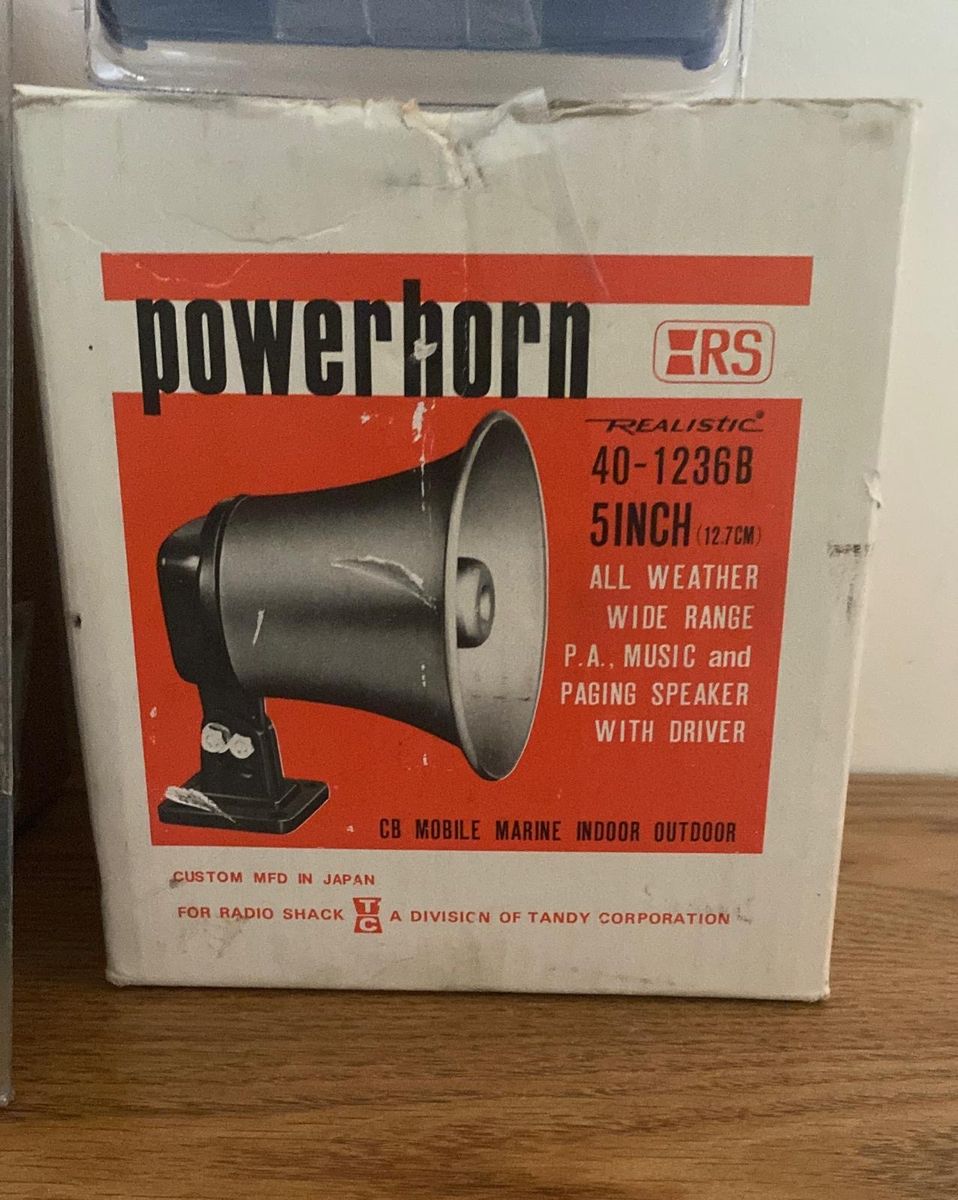 powerhorn
RS
REALISTIC®
40-1236B
5INCH (12.7CM)
ALL WEATHER
WIDE RANGE
P.A., MUSIC and
PAGING SPEAKER
WITH DRIVER
CB MOBILE MARINE INDOOR OUTDOOR
CUSTOM MFD IN JAPAN
FOR RADIO SHACK TC A DIVISION OF TANDY CORPORATION